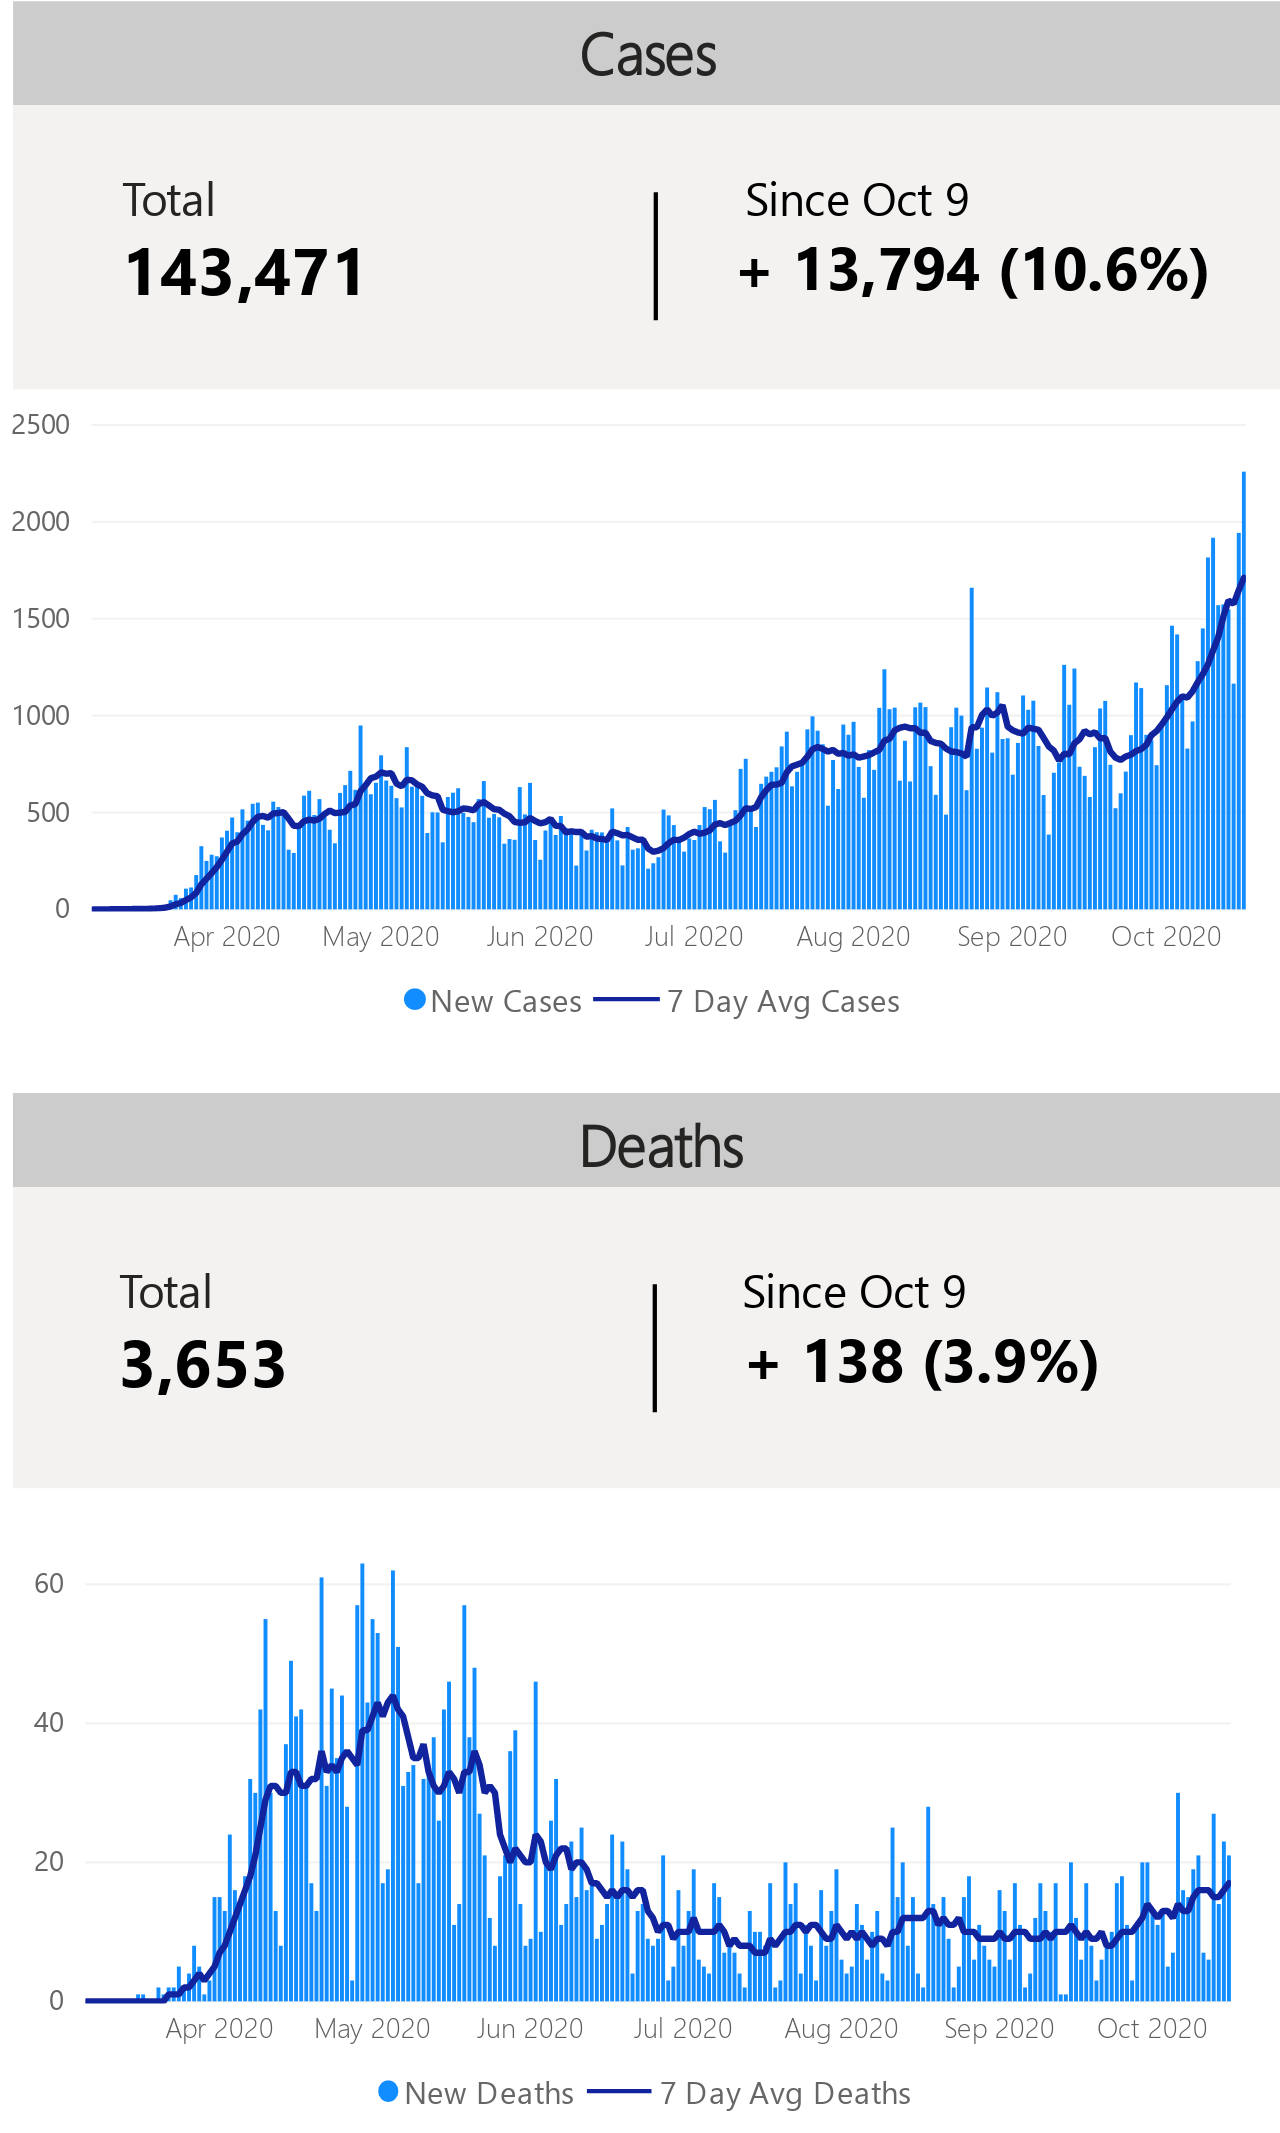 Cases
Total
Since Oct 9
143,471
+ 13,794 (10.6%)
2500
2000
1500
1000
500
0
Apr 2020 May 2020 Jun 2020 Jul 2020 Aug 2020 Sep 2020 Oct 2020
New Cases 7 Day Avg Cases
Deaths
Total
Since Oct 9
3,653
+ 138 (3.9%)
60
40
20
0
Apr 2020 May 2020 Jun 2020 Jul 2020 Aug 2020 Sep 2020 Oct 2020
New Deaths 7 Day Avg Deaths